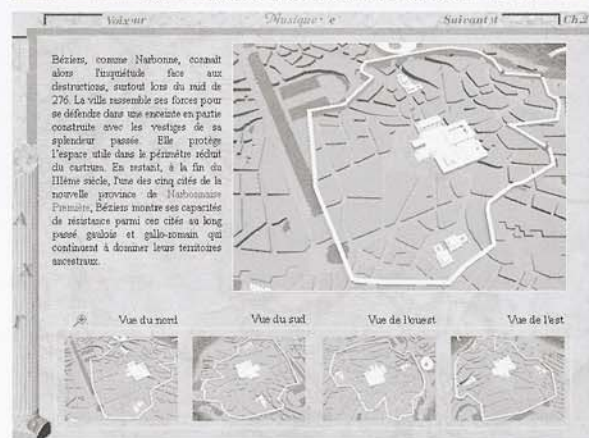 Musique
Suivant
Ch.2
Béziers, comme Narbonne, connaît
alors l'inquiétude face aux
destructions, surtout lors du raid de
276. La ville ressemble ses forces pour
se défendre dans une enceinte en partie
construite avec les vestiges de sa
splendeur passée. Elle protège
l'espace utile dans le périmètre réduit
du castrum. En restant, à la fin du
IIIème siècle, l'une des cinq cités de la
nouvelle province de Narbonnaise
Première, Béziers montre ses capacités
de résistance parmi ces cités au long
passé gaulois et gallo-romain qui
continuent à dominer leurs territoires
ancestraux.
Vue du nord
Vue du sud
Vue de l'ouest
Vue de l'est